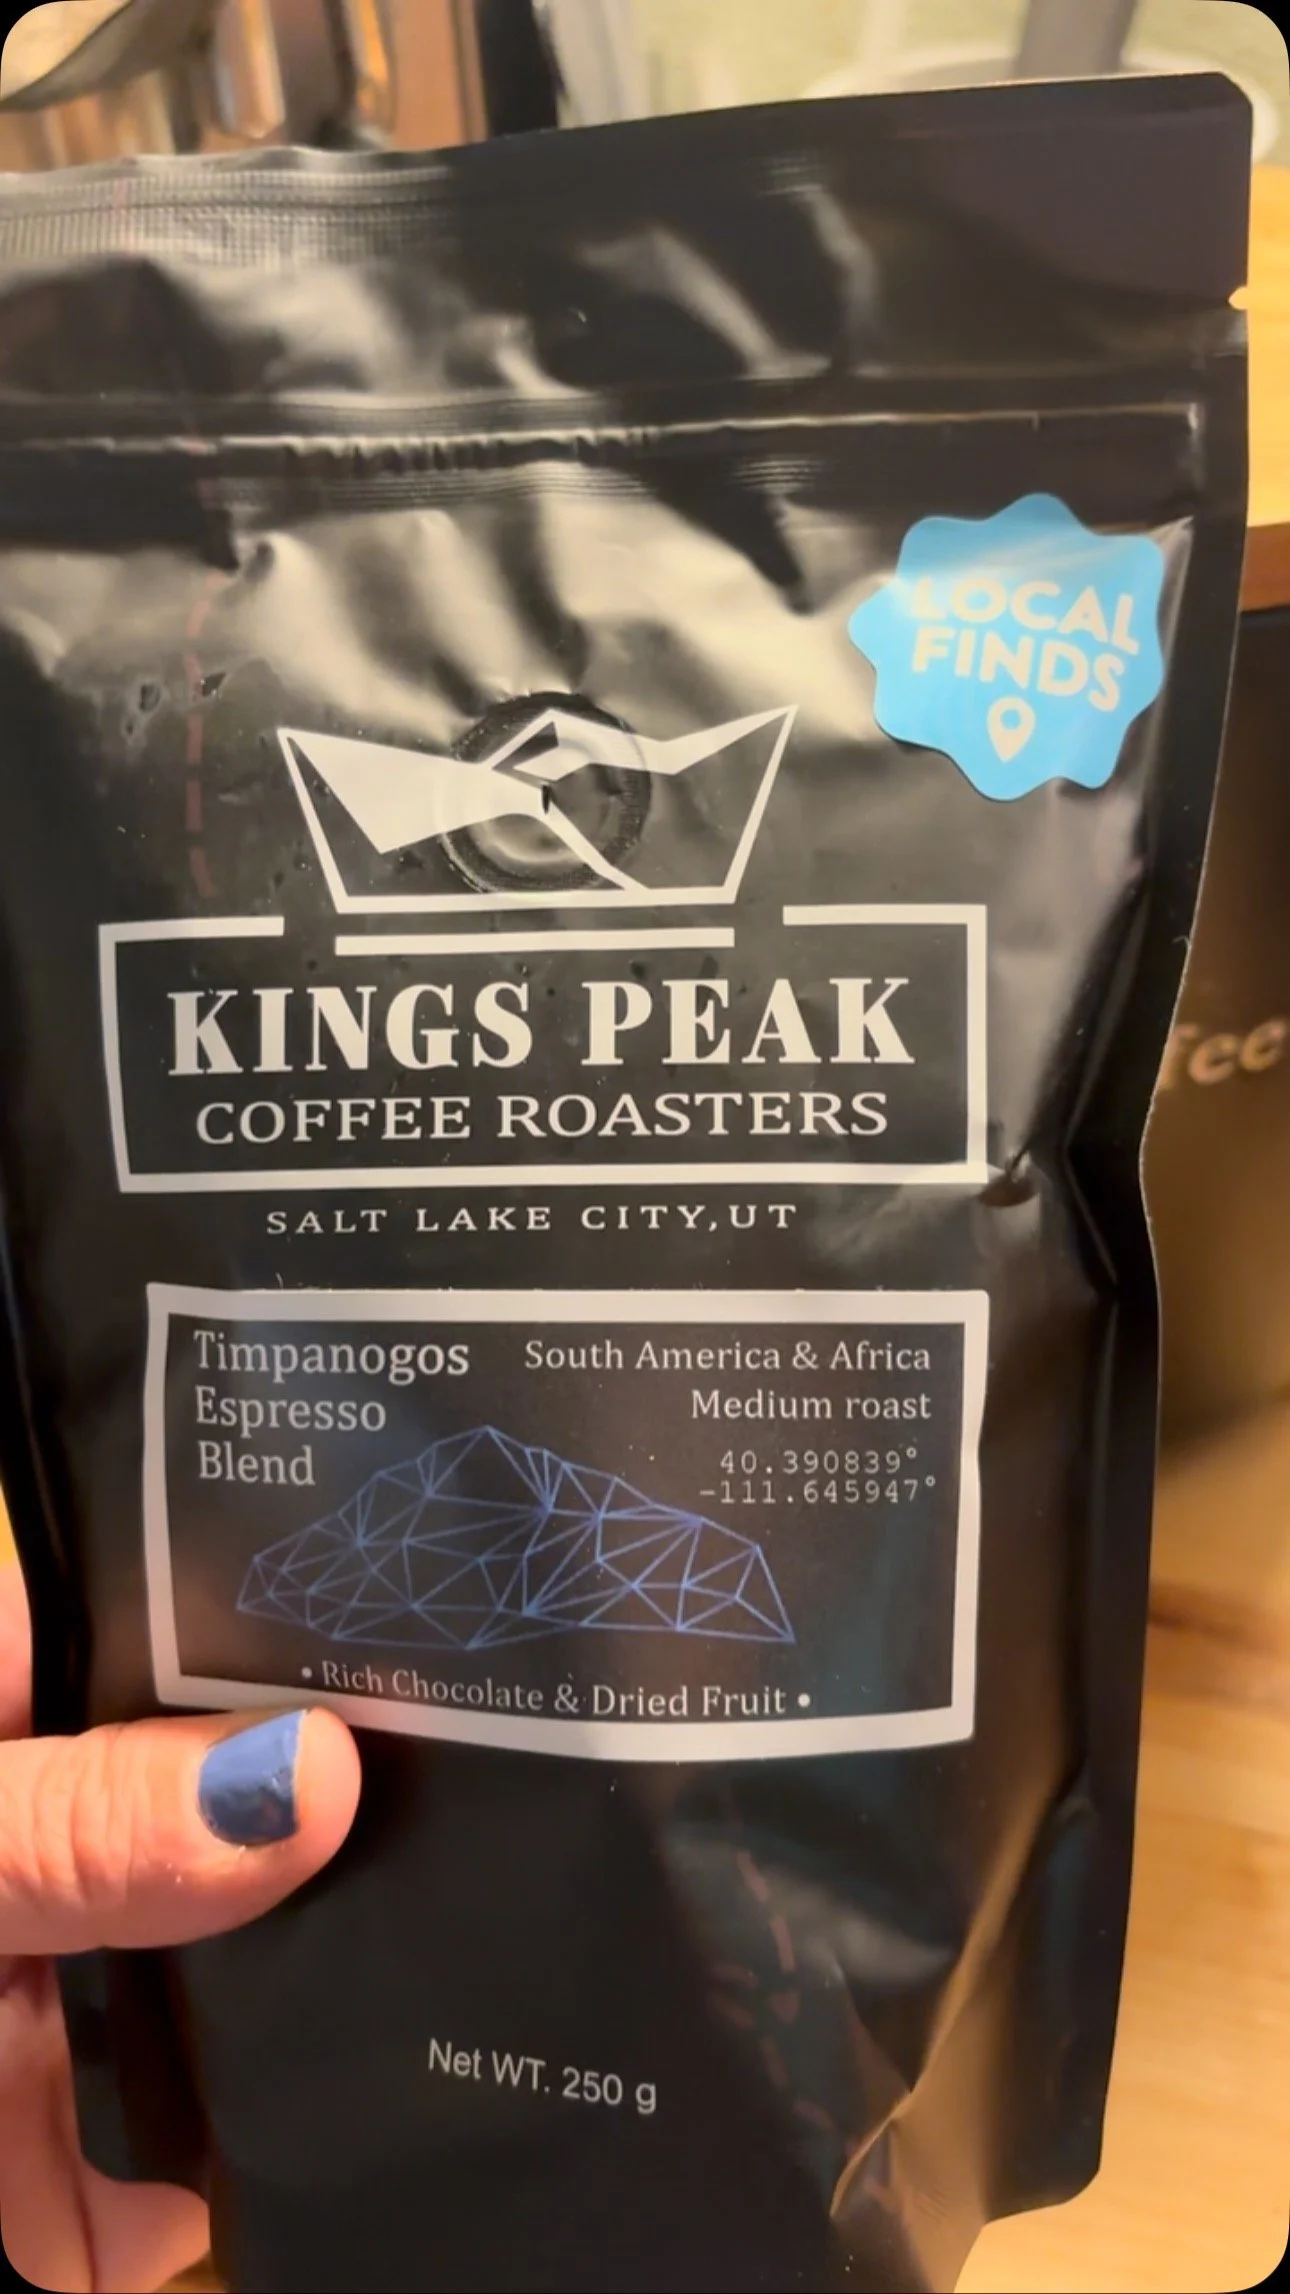 LOCAL
FINDS
KINGS PEAK
COFFEE ROASTERS
SALT LAKE CITY, UT
Timpanogos
Espresso
Blend
South America & Africa
Medium roast
40.390839°
-111.645947°
• Rich Chocolate & Dried Fruit •
Net WT. 250 g